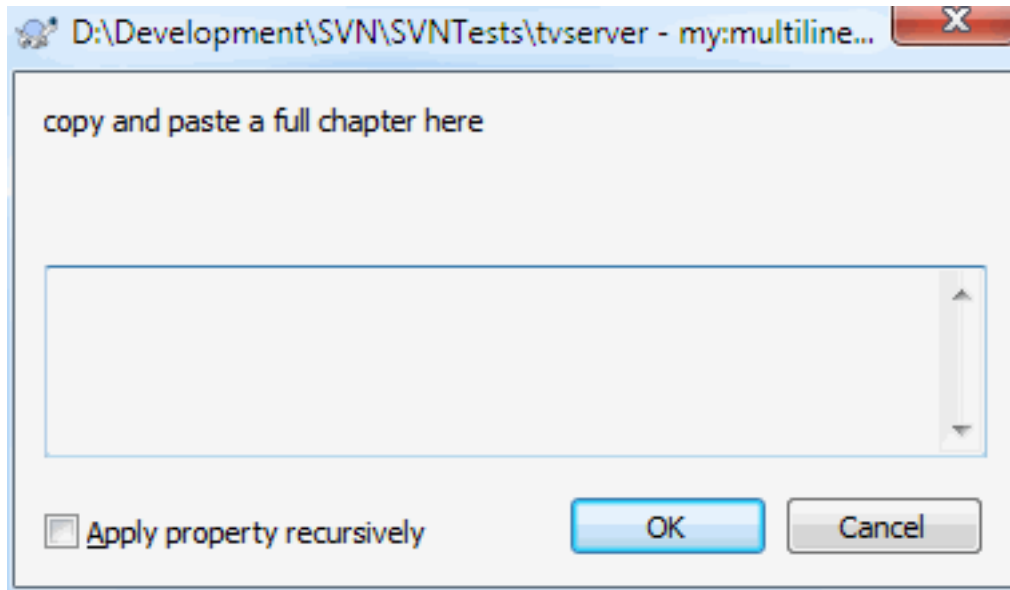 D:\Development\SVN\SVNTests\tvserver - my:multiline...
copy and paste a full chapter here
Apply property recursively
OK
Cancel